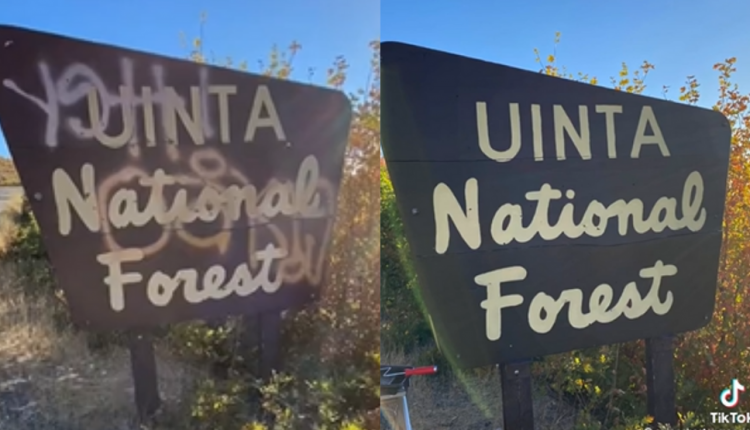 UINTA
National
Forest
UINTA
National
Forest
TikTok